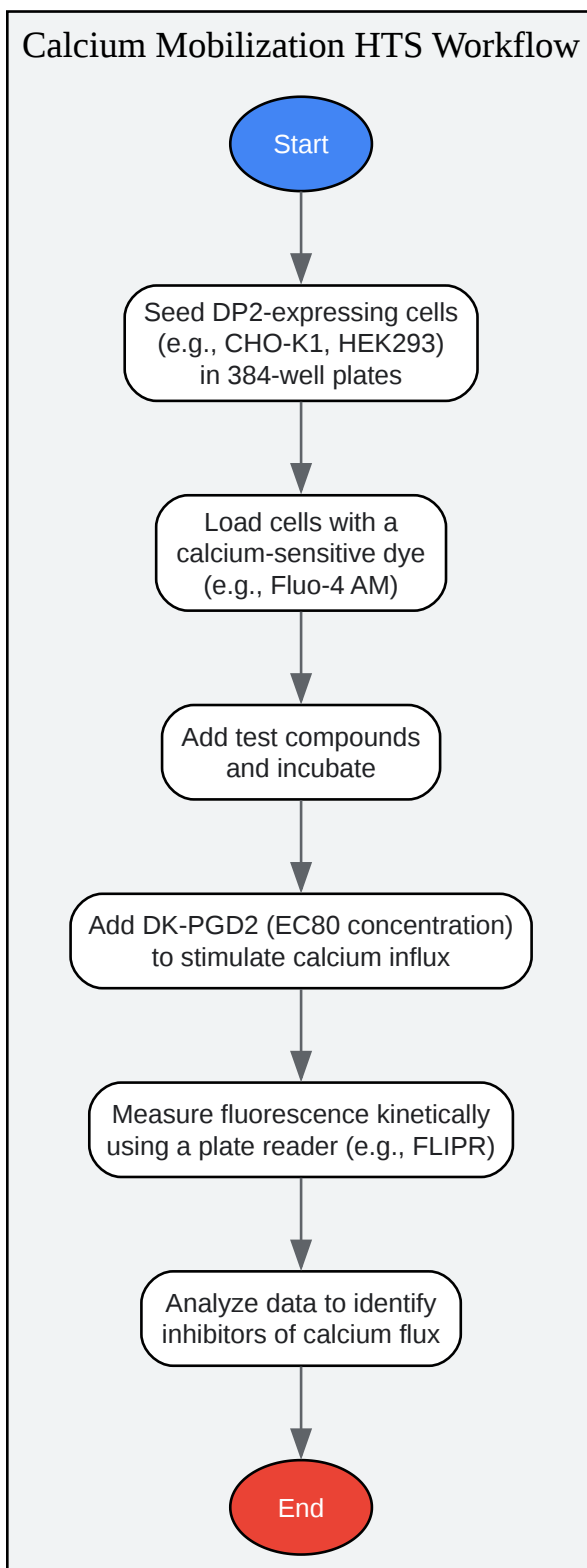 Calcium Mobilization HTS Workflow
Start
Seed DP2-expressing cells
(e.g., CHO-K1, HEK293)
in 384-well plates
Load cells with a
calcium-sensitive dye
(e.g., Fluo-4 AM)
Add test compounds
and incubate
Add DK-PGD2 (EC80 concentration)
to stimulate calcium influx
Measure fluorescence kinetically
using a plate reader (e.g., FLIPR)
Analyze data to identify
inhibitors of calcium flux
End